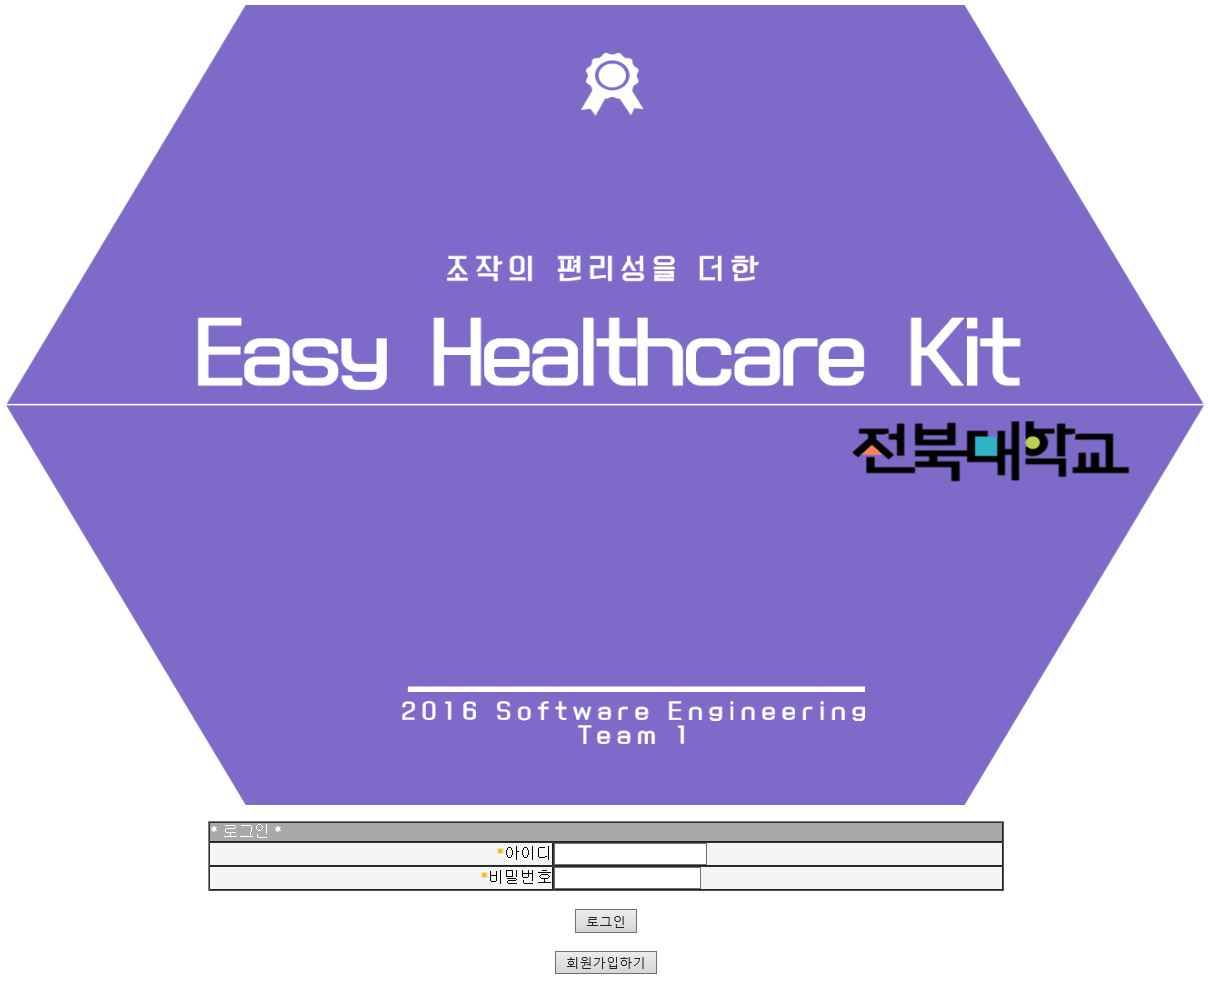 조작의 편리성을 더한
Easy Healthcare Kit
전북대학교
2016 Software Engineering
Team 1
* 로그인 *
*아이디
*비밀번호
로그인
회원가입하기